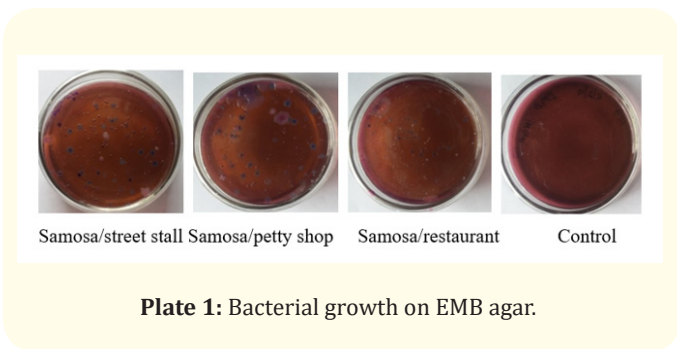 Samosa/street stall Samosa/petty shop Samosa/restaurant Control
Plate 1: Bacterial growth on EMB agar.